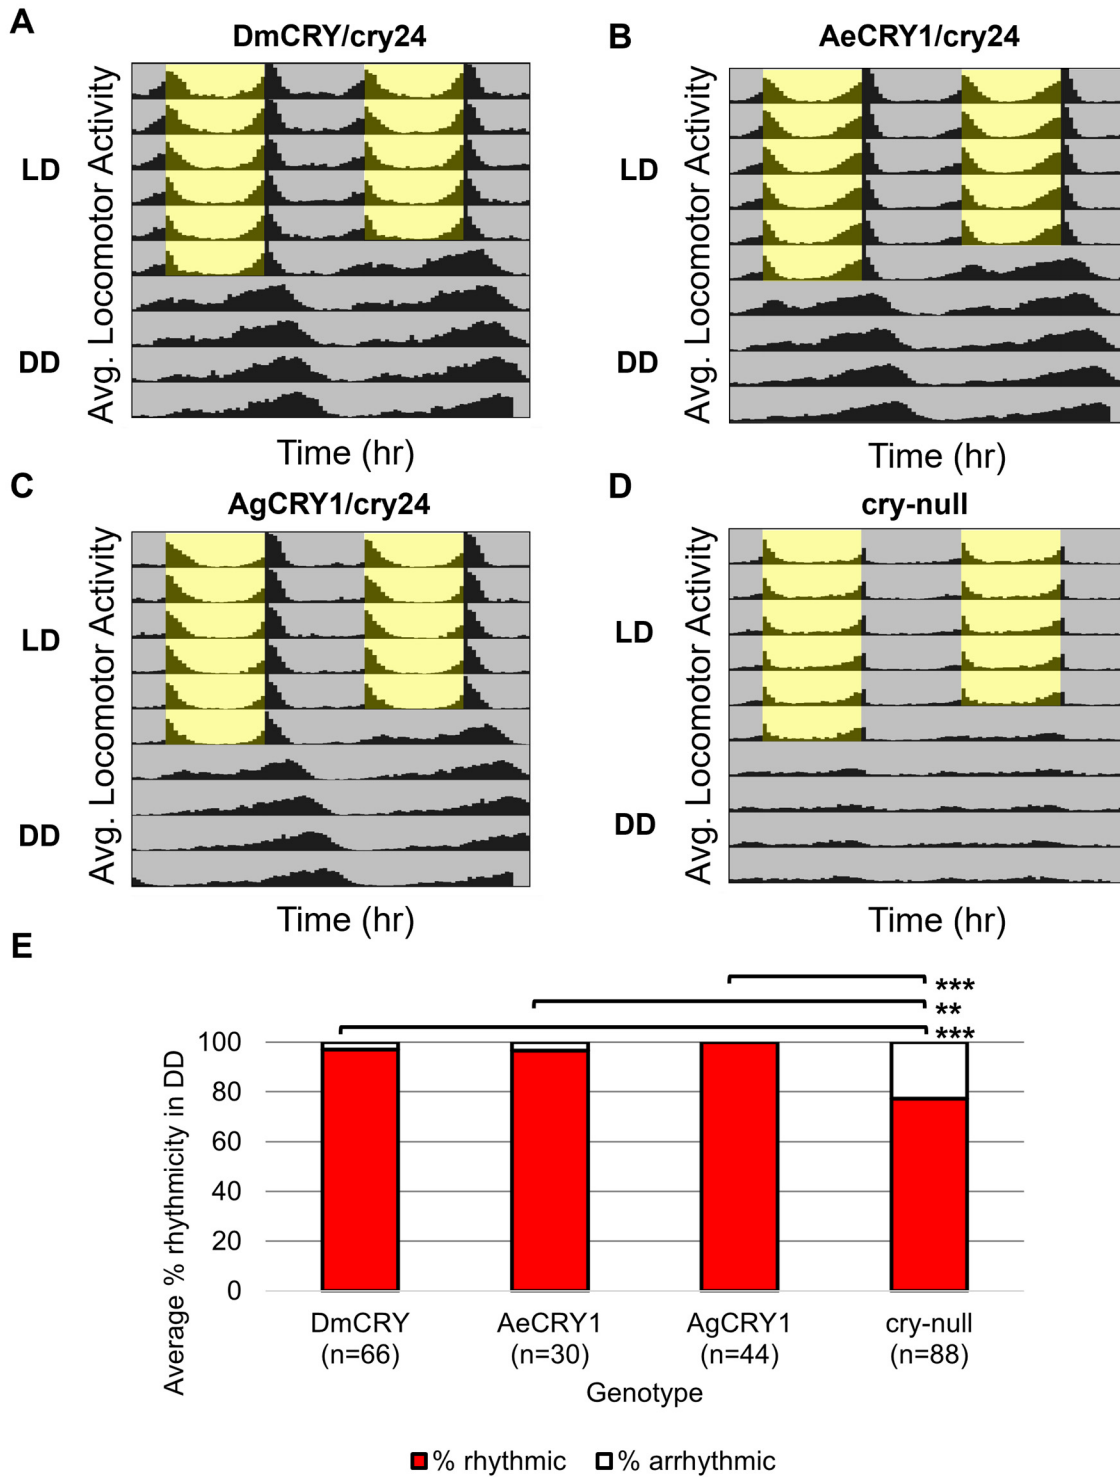 A
DmCRY/cry24
Avg. Locomotor Activity
LD
DD
Time (hr)
B
AeCRY1/cry24
Avg. Locomotor Activity
LD
DD
Time (hr)
C
AgCRY1/cry24
Avg. Locomotor Activity
LD
DD
Time (hr)
D
cry-null
Avg. Locomotor Activity
LD
DD
Time (hr)
E
***
**
***
Average % rhythmicity in DD
100
80
60
40
20
0
DmCRY
(n=66)
AeCRY1
(n=30)
AgCRY1
(n=44)
cry-null
(n=88)
Genotype
% rhythmic
% arrhythmic